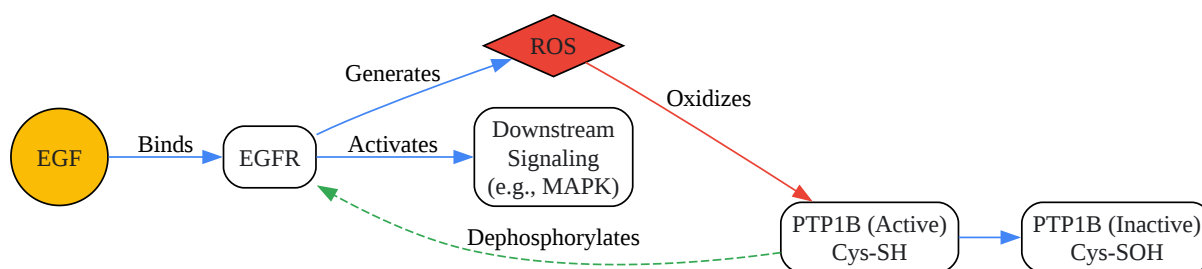 ROS
Generates
Oxidizes
EGF
Binds
EGFR
Activates
Downstream
Signaling
(e.g., MAPK)
Dephosphorylates
PTP1B (Active)
Cys-SH
PTP1B (Inactive)
Cys-SOH